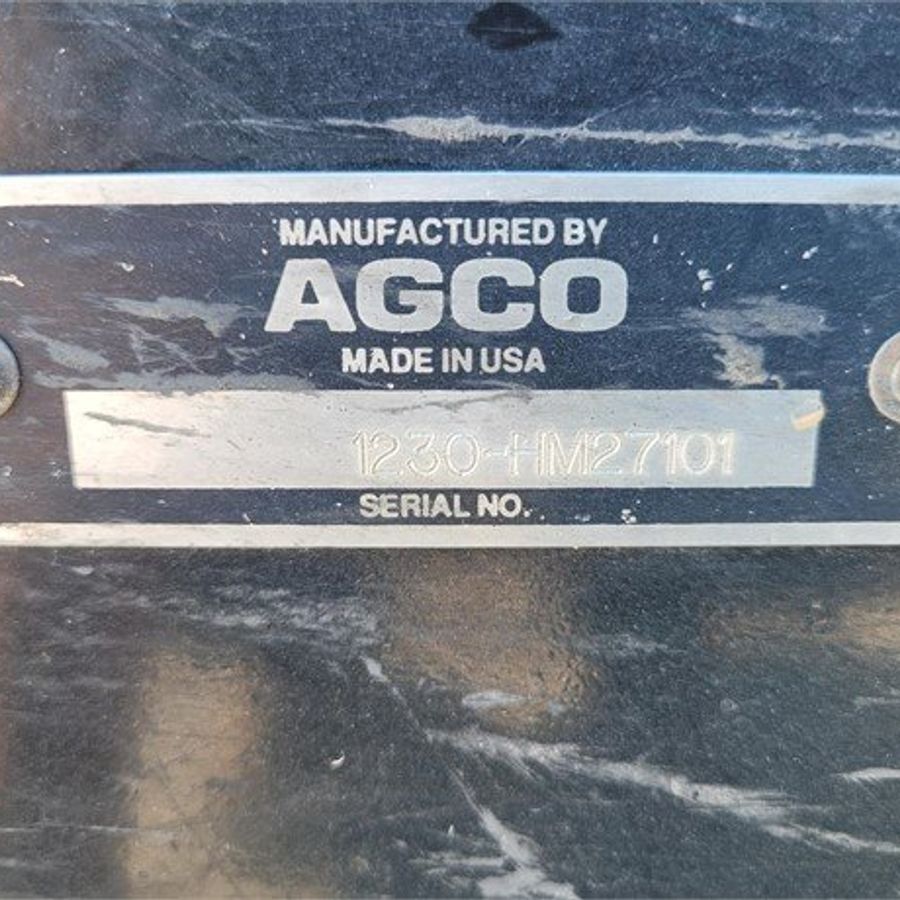 MANUFACTURED BY
AGCO
MADE IN USA
1230-HM27101
SERIAL NO.